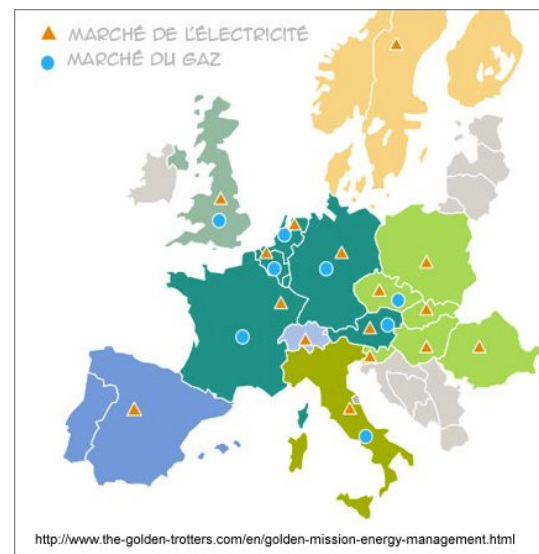 MARCHÉ DE L'ÉLECTRICITÉ
MARCHÉ DU GAZ
http://www.the-golden-trotters.com/en/golden-mission-energy-management.html